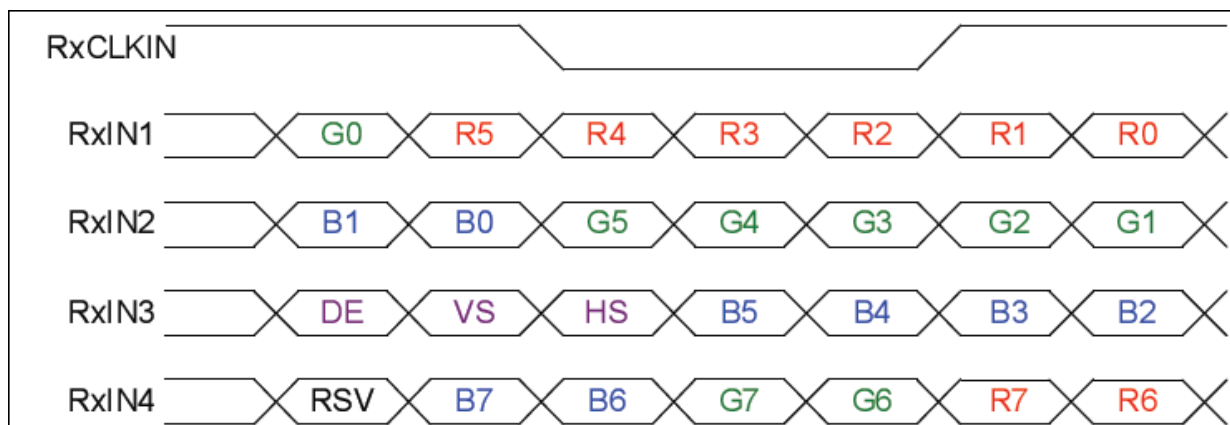 RxCLKIN
RxIN1 G0 R5 R4 R3 R2 R1 R0
RxIN2 B1 B0 G5 G4 G3 G2 G1
RxIN3 DE VS HS B5 B4 B3 B2
RxIN4 RSV B7 B6 G7 G6 R7 R6